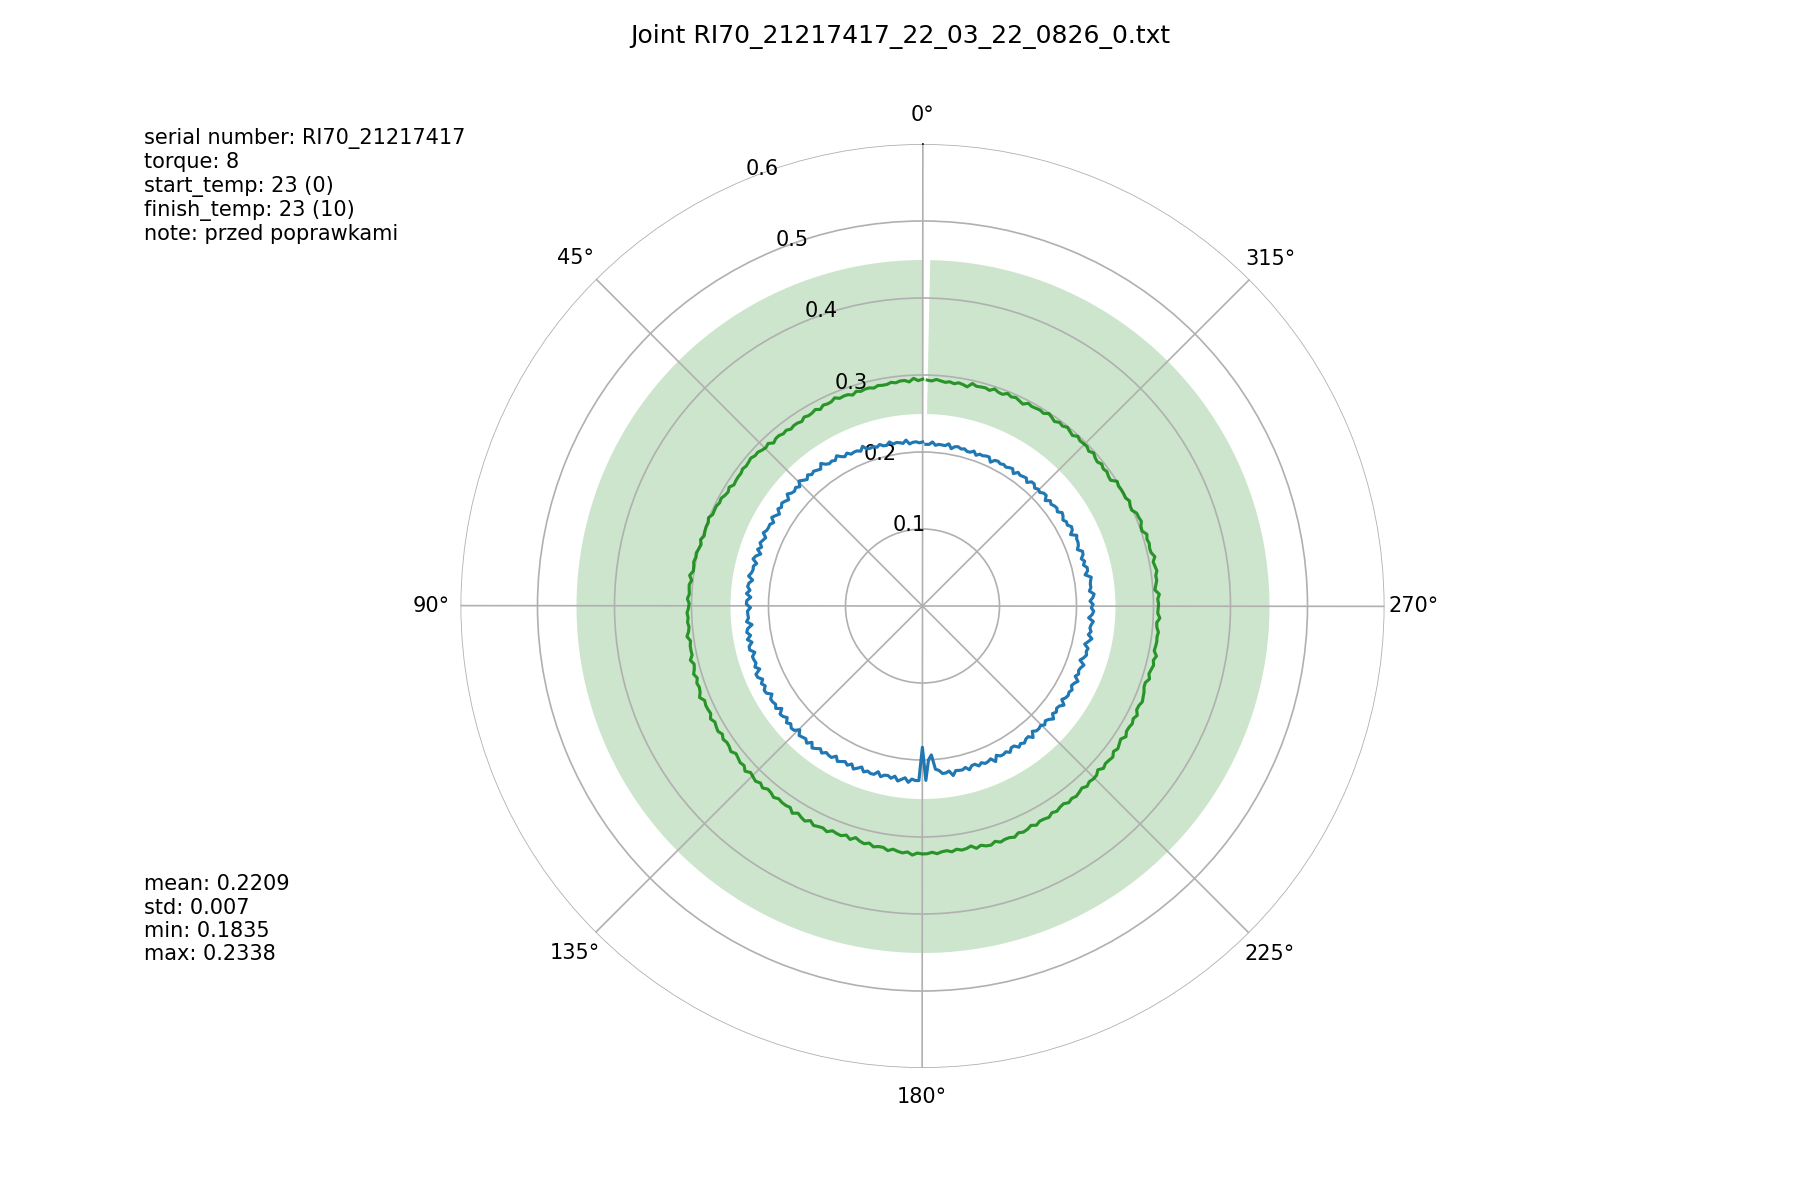 Joint RI70_21217417_22_03_22_0826_0.txt
serial number: RI70_21217417
torque: 8
start_temp: 23 (0)
finish_temp: 23 (10)
note: przed poprawkami
0°
45°
90°
135°
180°
225°
270°
315°
0.6
0.5
0.4
0.3
0.2
0.1
mean: 0.2209
std: 0.007
min: 0.1835
max: 0.2338